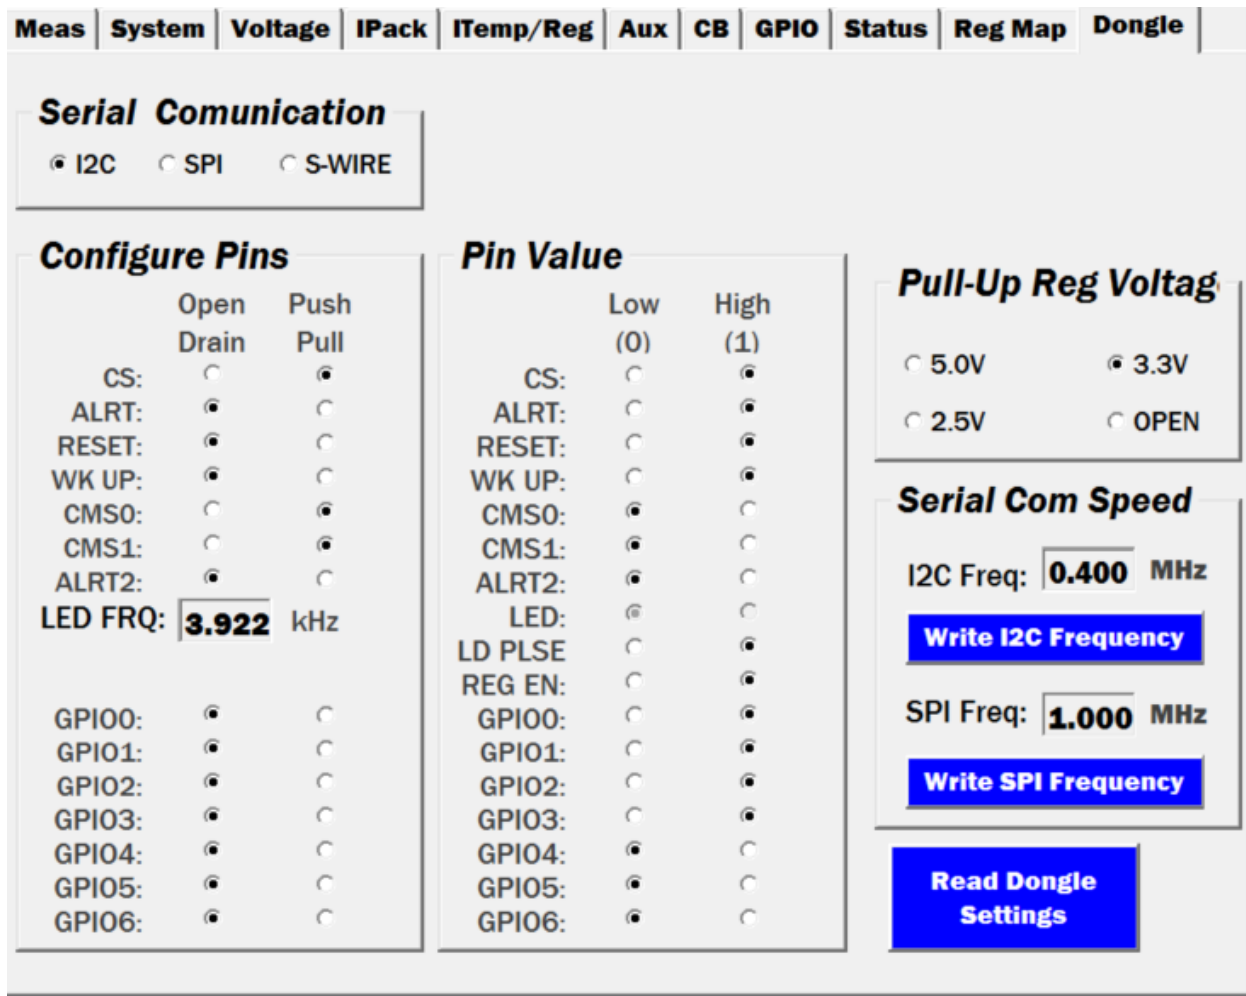 Meas System Voltage IPack ITemp/Reg Aux CB GPIO Status Reg Map Dongle
Serial Comunication
I2C SPI S-WIRE
Configure Pins
Open Push
Drain Pull
CS:
ALRT:
RESET:
WK UP:
CMS0:
CMS1:
ALRT2:
LED FRQ: 3.922 kHz
GPIO0:
GPIO1:
GPIO2:
GPIO3:
GPIO4:
GPIO5:
GPIO6:
Pin Value
Low High
(0) (1)
CS:
ALRT:
RESET:
WK UP:
CMS0:
CMS1:
ALRT2:
LED:
LD PLSE
REG EN:
GPIO0:
GPIO1:
GPIO2:
GPIO3:
GPIO4:
GPIO5:
GPIO6:
Pull-Up Reg Voltag
5.0V 3.3V
2.5V OPEN
Serial Com Speed
I2C Freq: 0.400 MHz
Write I2C Frequency
SPI Freq: 1.000 MHz
Write SPI Frequency
Read Dongle
Settings